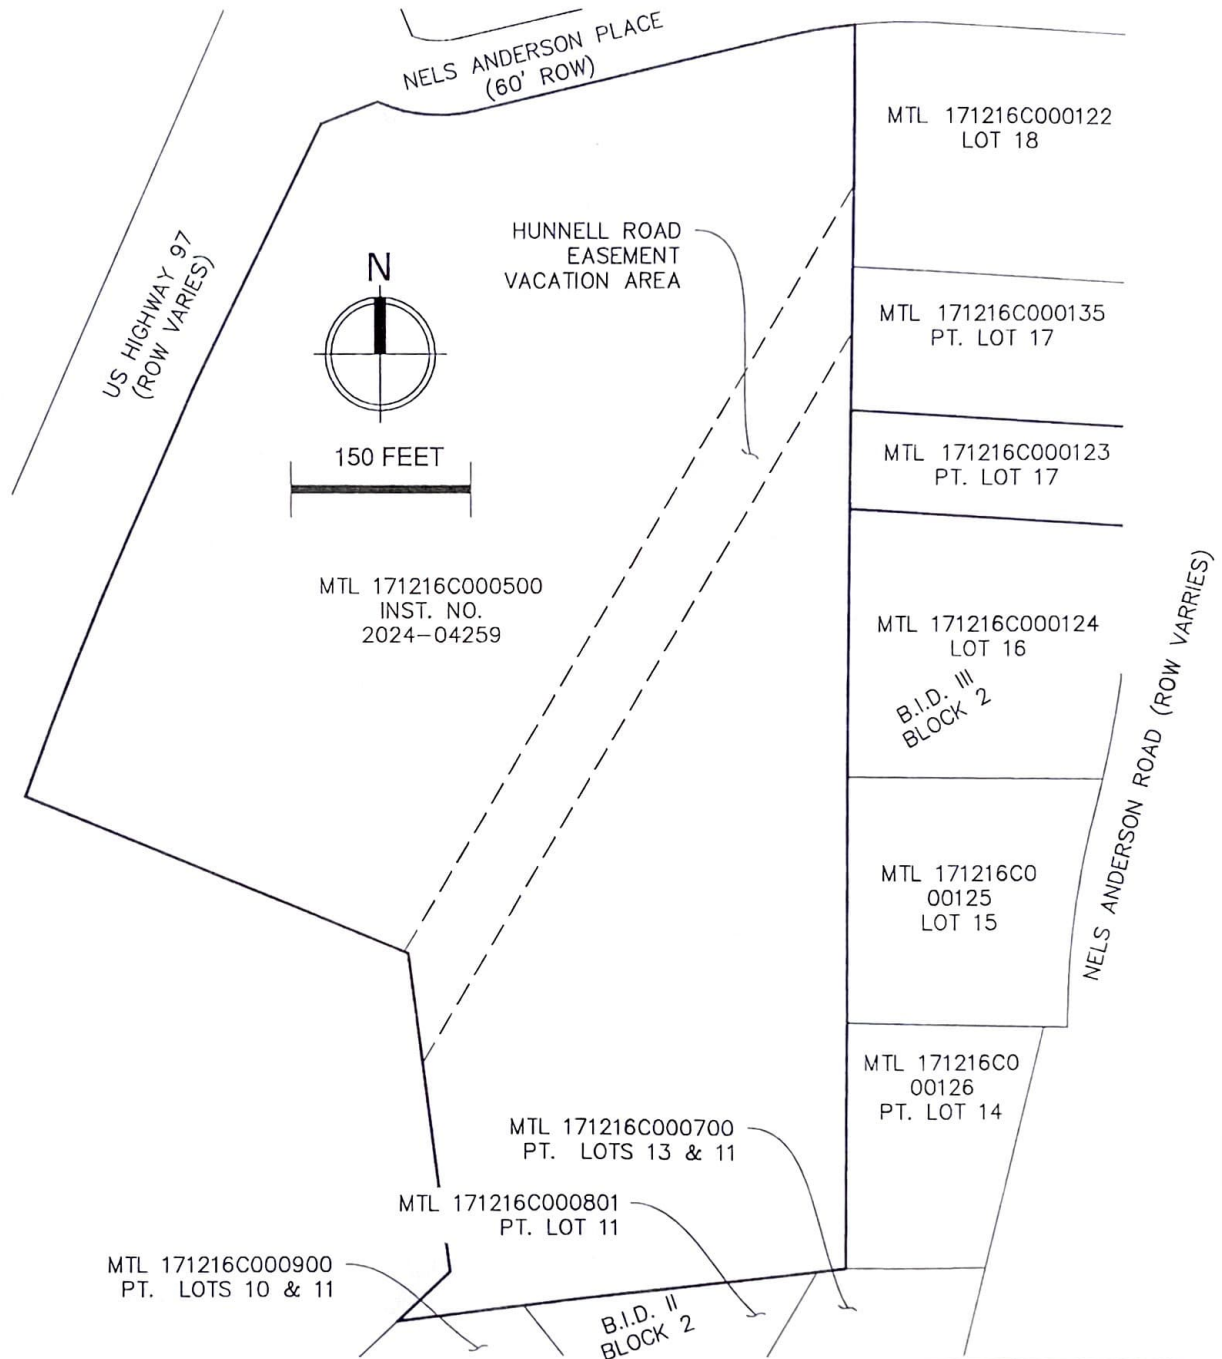 NELS ANDERSON PLACE
(60' ROW)
MTL 171216C000122
LOT 18
US HIGHWAY 97
(ROW VARIES)
HUNNELL ROAD
EASEMENT
VACATION AREA
N
MTL 171216C000135
PT. LOT 17
150 FEET
MTL 171216C000123
PT. LOT 17
MTL 171216C000500
INST. NO.
2024-04259
MTL 171216C000124
LOT 16
B.I.D. III
BLOCK 2
NELS ANDERSON ROAD (ROW VARRIES)
MTL 171216C0
00125
LOT 15
MTL 171216C0
00126
PT. LOT 14
MTL 171216C000700
PT. LOTS 13 & 11
MTL 171216C000801
PT. LOT 11
MTL 171216C000900
PT. LOTS 10 & 11
B.I.D. II
BLOCK 2